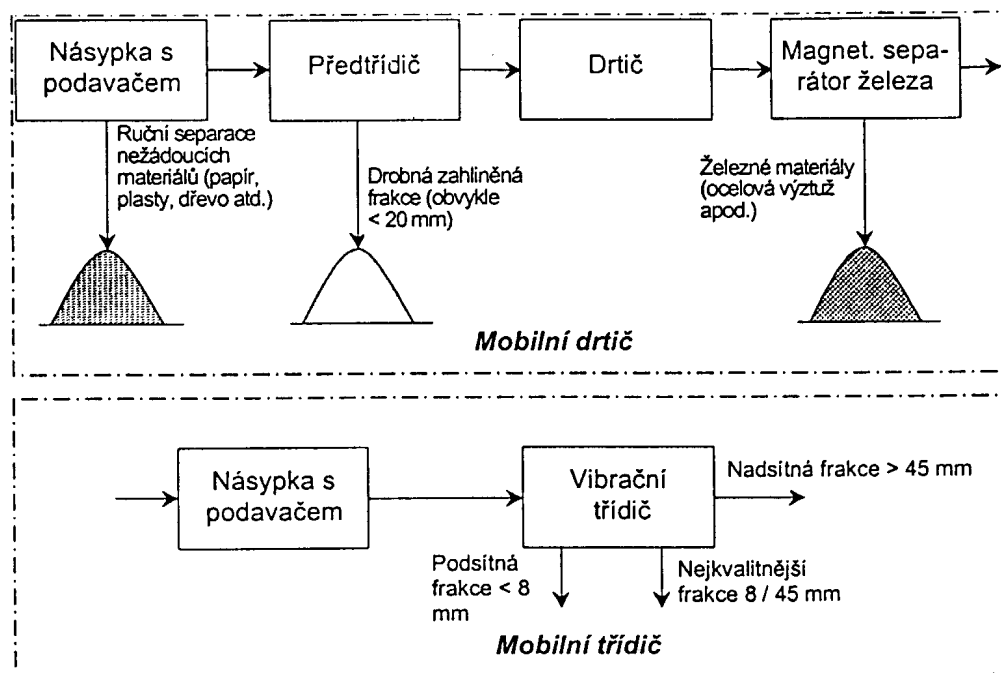 Násypka s
podavačem
Předtřídič
Drtič
Magnet. sepa-
rátor železa
Ruční separace
nežádoucích
materiálů (papír,
plasty, dřevo atd.)
Drobná zahliněná
frakce (obvykle
< 20 mm)
Železné materiály
(ocelová výztuž
apod.)
Mobilní drtič
Násypka s
podavačem
Vibrační
třídič
Nadsítná frakce > 45 mm
Podsítná
frakce < 8
mm
Nejkvalitnější
frakce 8 / 45 mm
Mobilní třídič